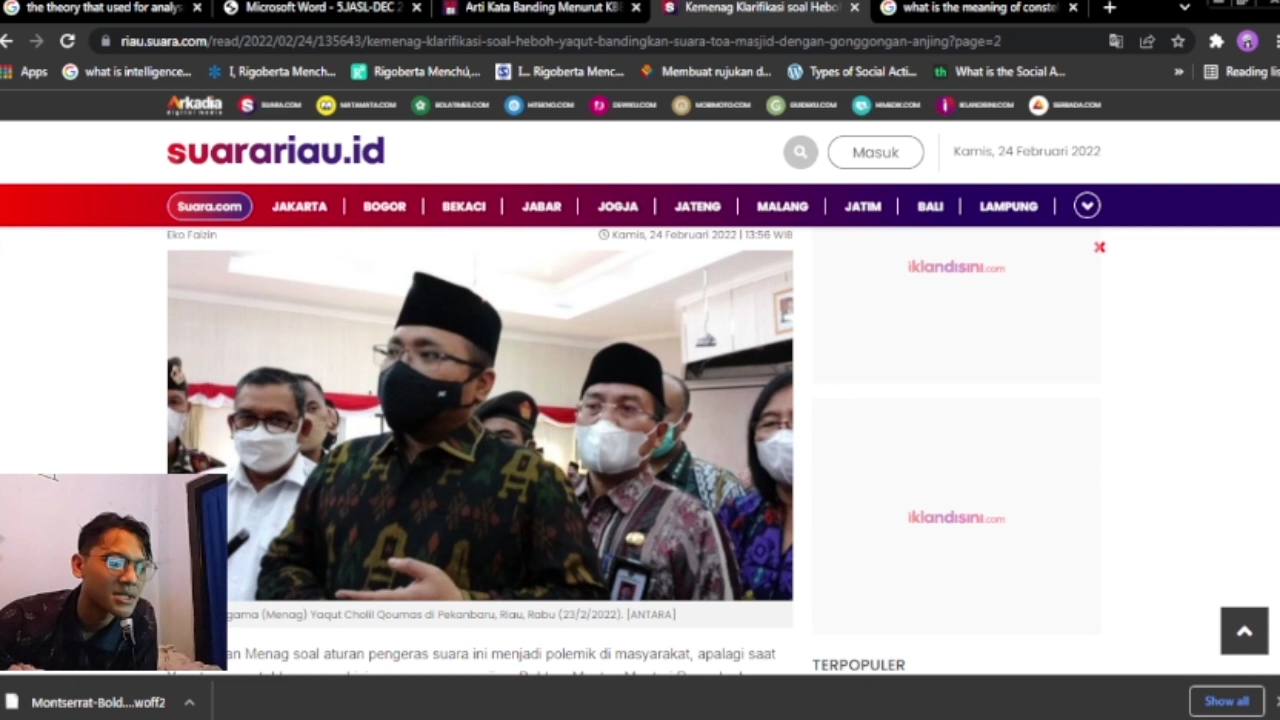 the theory that used for analys
Microsoft Word - 5JASL-DEC 2
Arti Kata Banding Menurut KBB
Kemenag Klarifikasi soal Hebo
what is the meaning of conste
riau.suara.com/read/2022/02/24/135643/kemenag-klarifikasi-soal-heboh-yaqut-bandingkan-suara-toa-masjid-dengan-gonggongan-anjing?page=2
Apps
what is intelligence...
I, Rigoberta Mench...
Rigoberta Menchú,...
I... Rigoberta Menc...
Membuat rujukan d...
Types of Social Acti...
th What is the Social A...
»
Reading lis
Arkadia
digital media
SUARA.COM
MATAMATA.COM
BOLATIMES.COM
HITEKNO.COM
DEWIKU.COM
MOBIMOTO.COM
GUIDEKU.COM
HIMEDIK.COM
IKLANDISINI.COM
SERBADA.COM
suarariau.id
Masuk
Kamis, 24 Februari 2022
Suara.com
JAKARTA | BOGOR | BEKACI | JABAR | JOGJA | JATENG | MALANG | JATIM | BALI | LAMPUNG |
Eko Faizin
Kamis, 24 Februari 2022 | 13:56 WIB
iklandisini.com
iklandisini.com
gama (Menag) Yaqut Cholil Qoumas di Pekanbaru, Riau, Rabu (23/2/2022). [ANTARA]
an Menag soal aturan pengeras suara ini menjadi polemik di masyarakat, apalagi saat
TERPOPULER
Montserrat-Bold....woff2
Show all